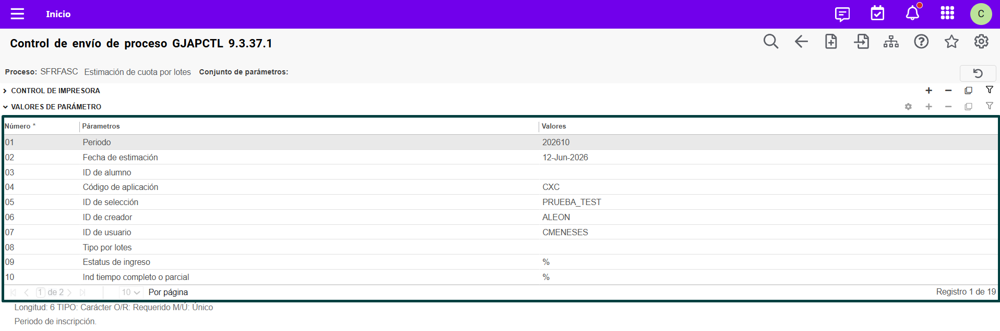 Inicio
C
Control de envío de proceso GJAPCTL 9.3.37.1
Proceso: SFRFASC Estimación de cuota por lotes Conjunto de parámetros:
CONTROL DE IMPRESORA
VALORES DE PARÁMETRO
Número * Párametros Valores
01 Periodo 202610
02 Fecha de estimación 12-Jun-2026
03 ID de alumno
04 Código de aplicación CXC
05 ID de selección PRUEBA_TEST
06 ID de creador ALEON
07 ID de usuario CMENESES
08 Tipo por lotes
09 Estatus de ingreso %
10 Ind tiempo completo o parcial %
1 de 2 10 Por página Registro 1 de 19
Longitud: 6 TIPO: Carácter O/R: Requerido M/Ú: Único
Periodo de inscripción.